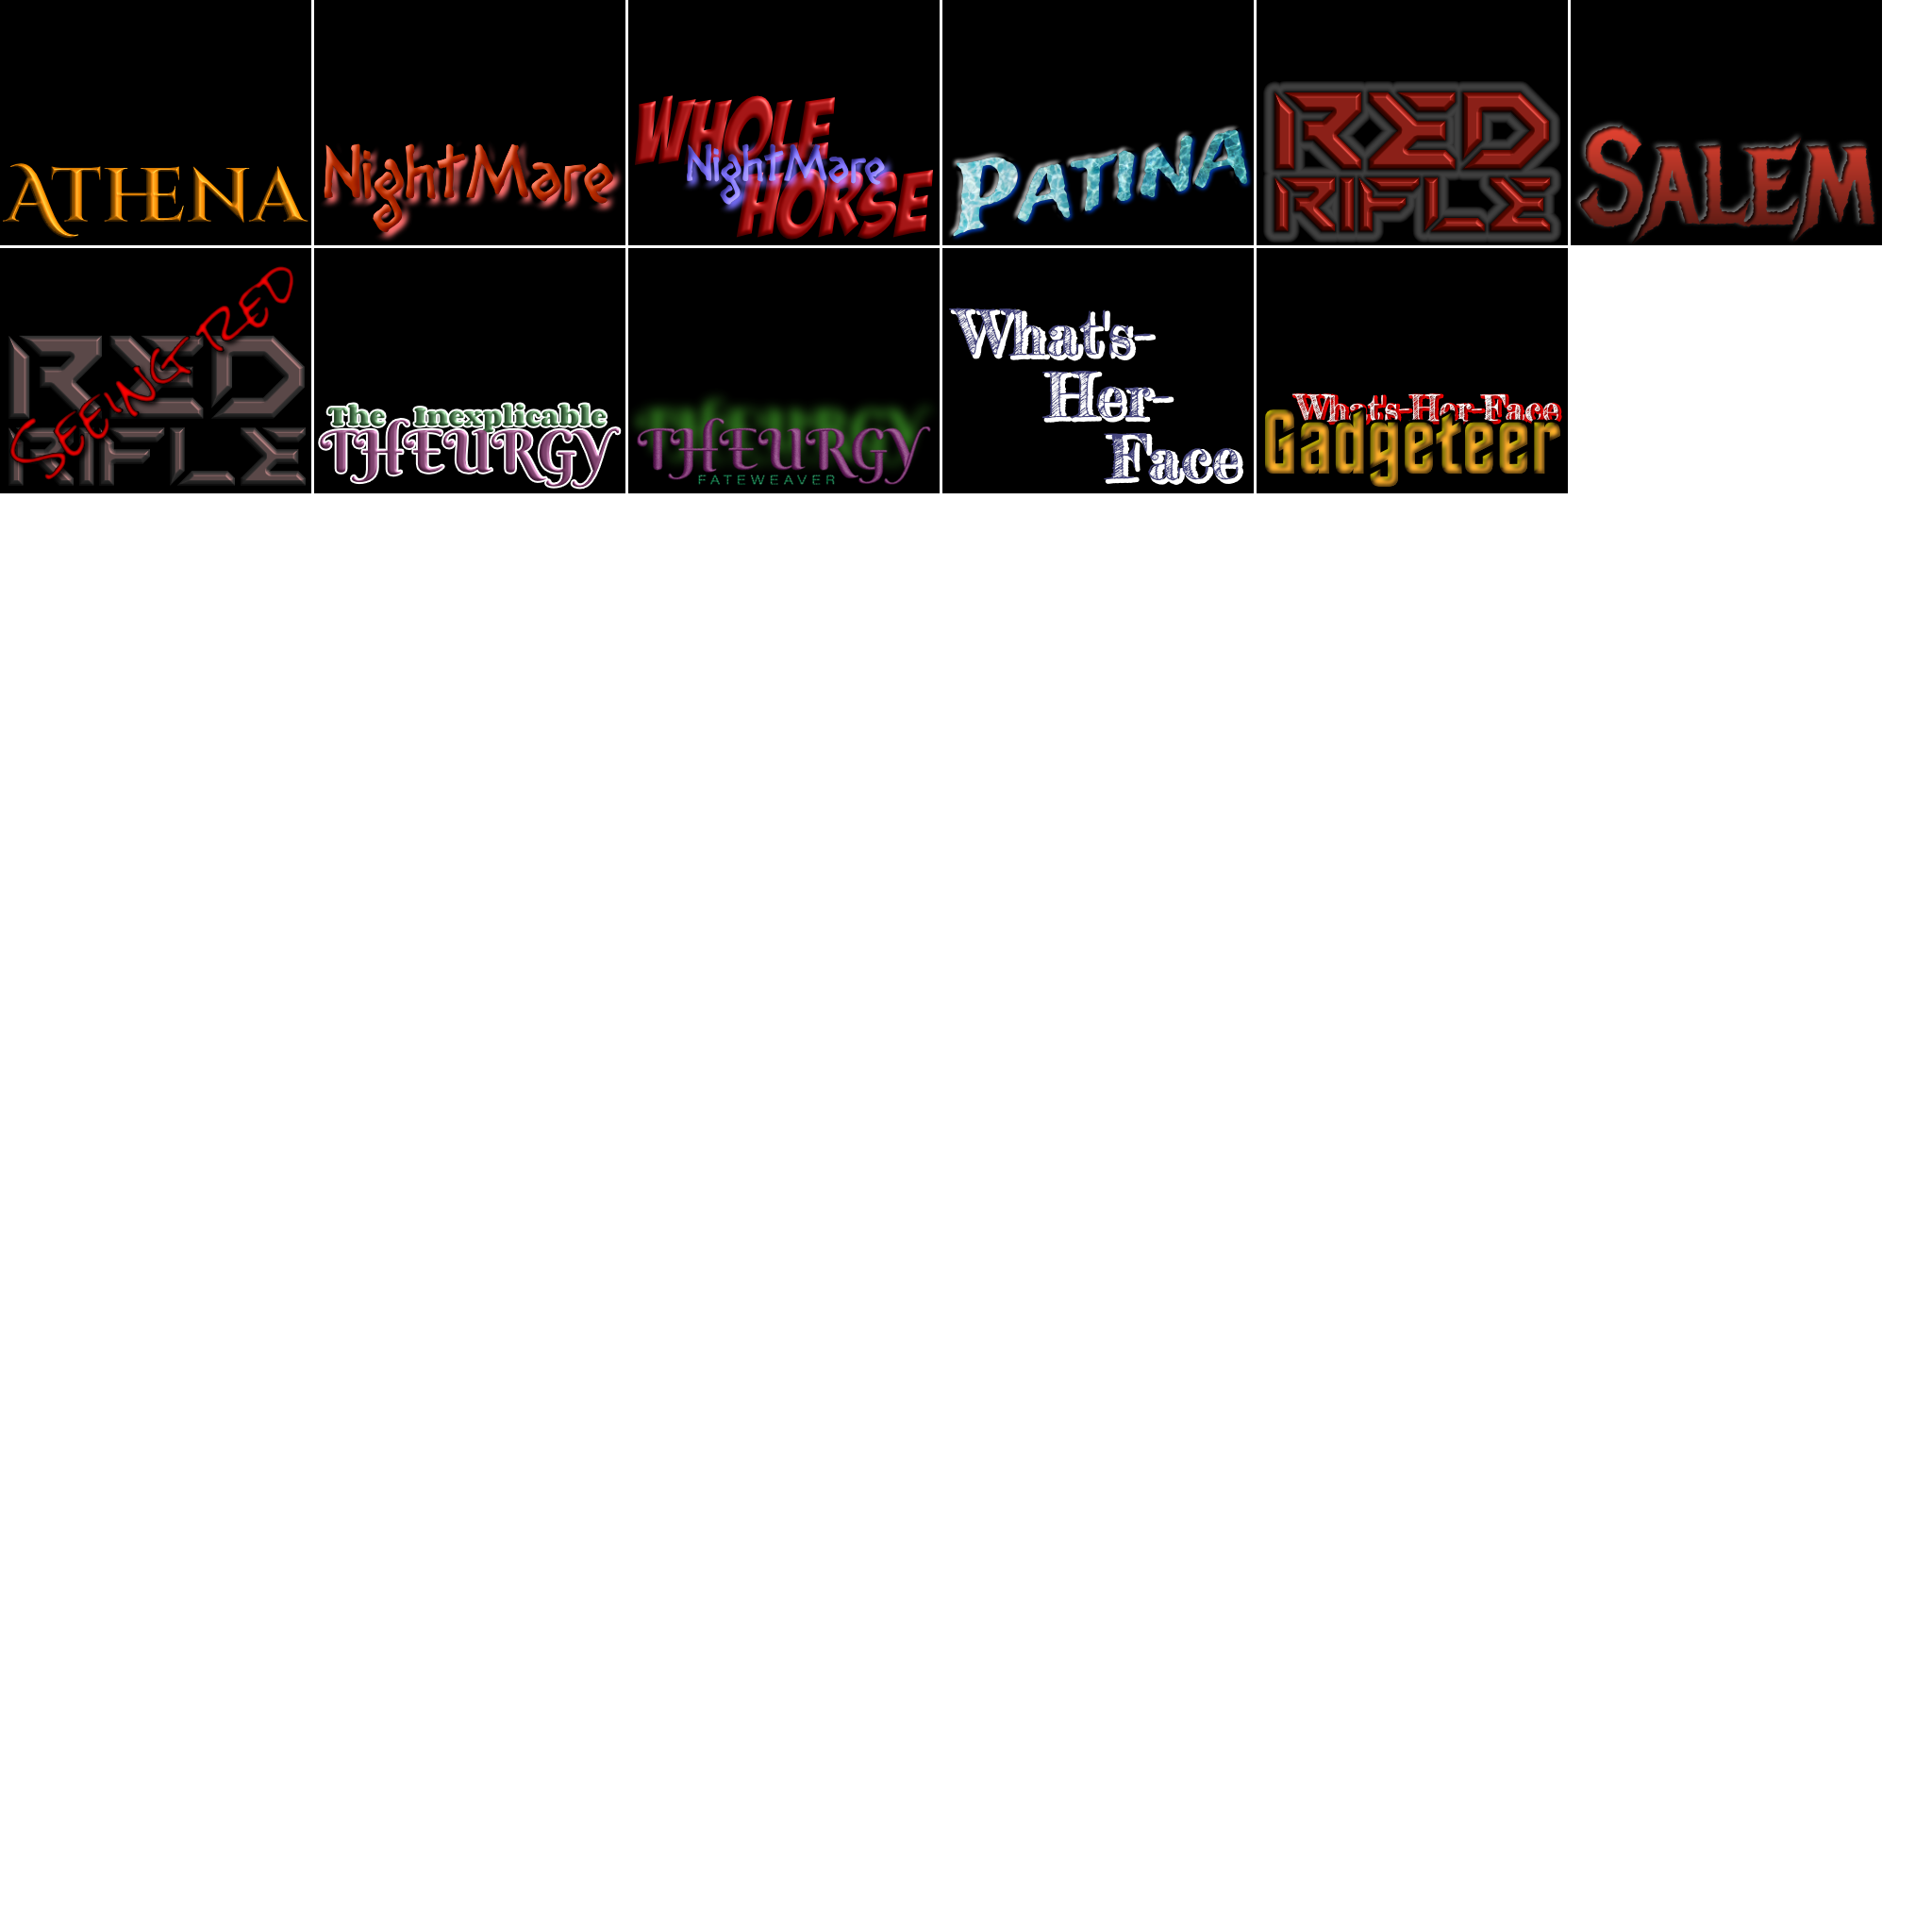 ATHENA
NightMare
WHOLE
NightMare
HORSE
PATINA
RED
RIFLE
SALEM
SEEING RED
RED
RIFLE
The Inexplicable
THEURGY
THEURGY
FATEWEAVER
What's-
Her-
Face
What's-Her-Face
Gadgeteer